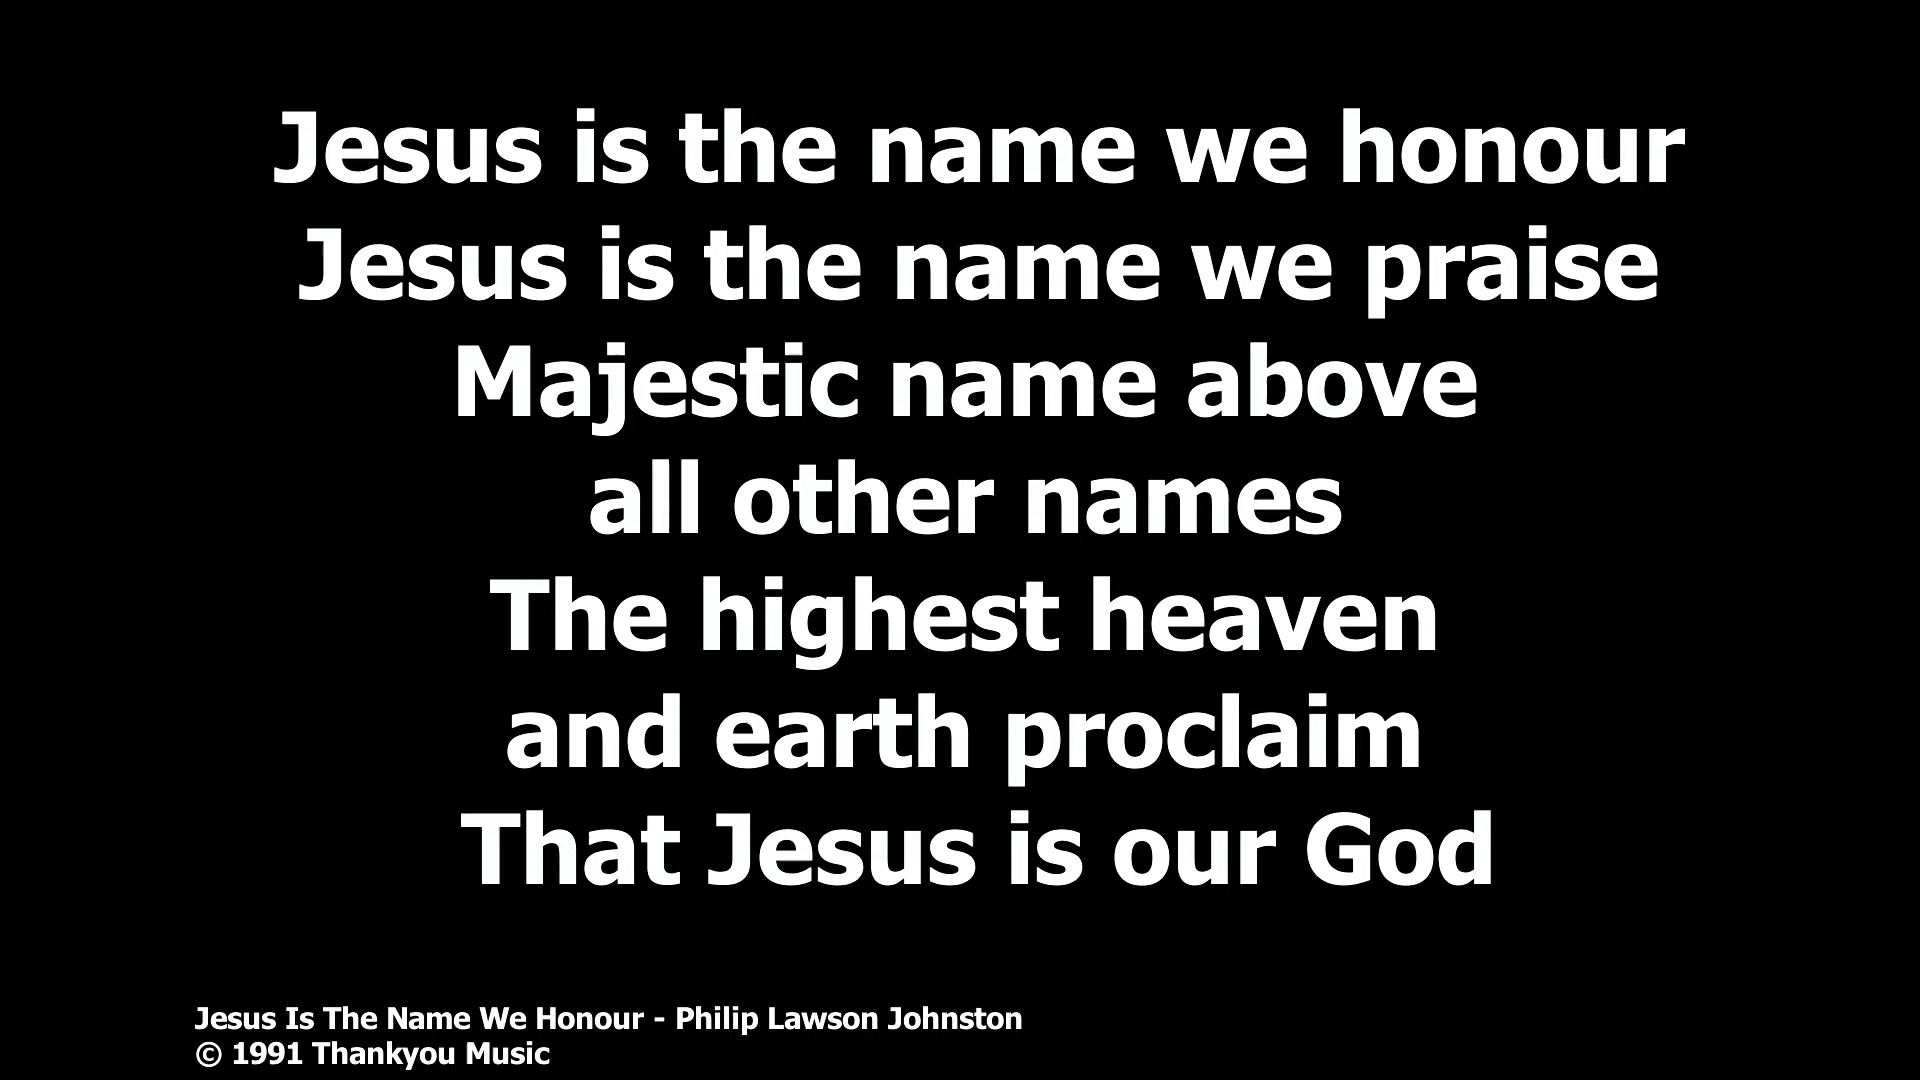 Jesus is the name we honour
Jesus is the name we praise
Majestic name above
all other names
The highest heaven
and earth proclaim
That Jesus is our God
Jesus Is The Name We Honour - Philip Lawson Johnston
© 1991 Thankyou Music